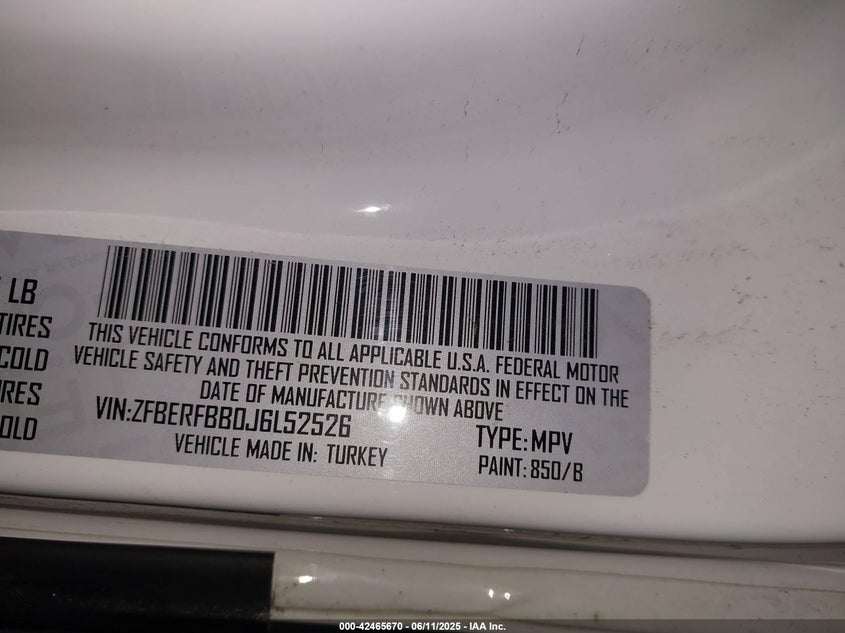 LB
TIRES
COLD
THIS VEHICLE CONFORMS TO ALL APPLICABLE U.S.A. FEDERAL MOTOR
VEHICLE SAFETY AND THEFT PREVENTION STANDARDS IN EFFECT ON THE
DATE OF MANUFACTURE SHOWN ABOVE
VIN:ZFBERFBB0J6L52526
TYPE: MPV
VEHICLE MADE IN: TURKEY
PAINT: 850/B
IRES
OLD
000-42465670 - 06/11/2025 - IAA Inc.